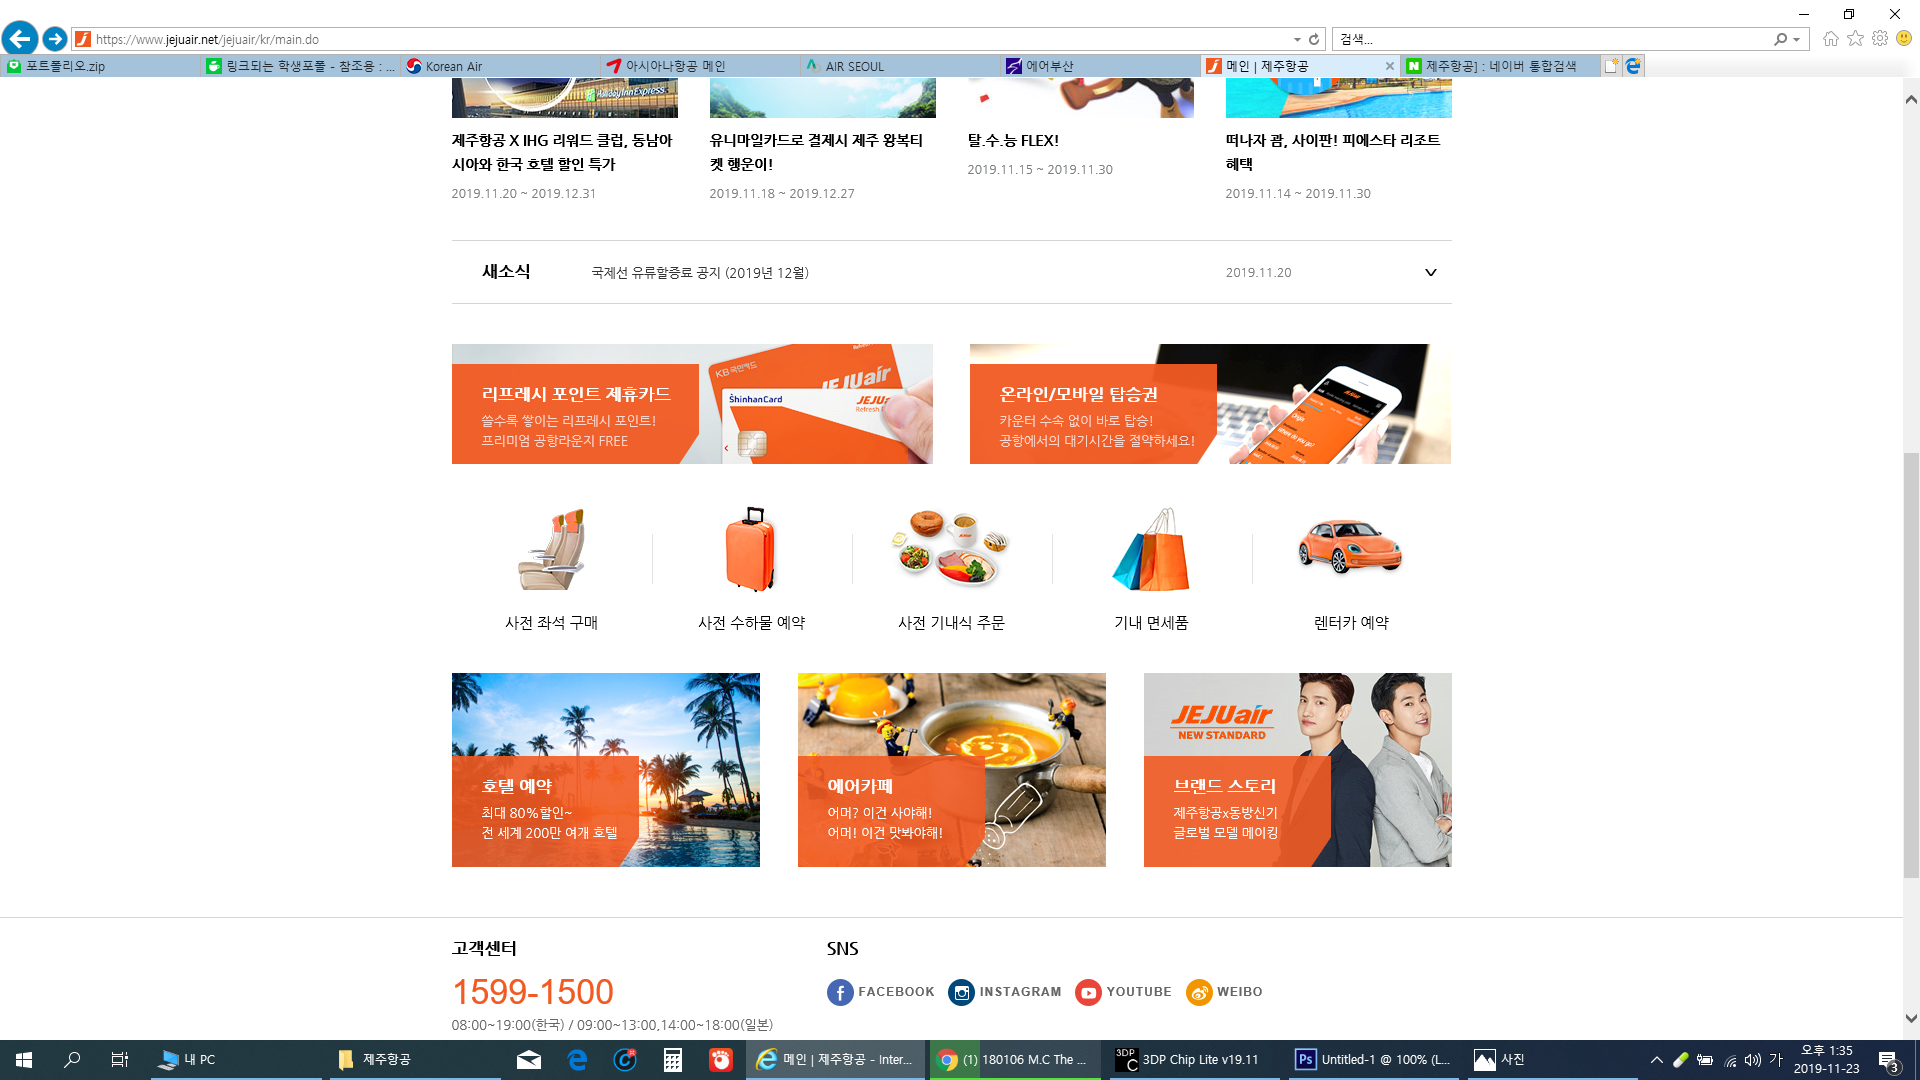 https://www.jejuair.net/jejuair/kr/main.do
검색...
포트폴리오.zip
링크되는 학생포폴 - 참조용 : ...
Korean Air
아시아나항공 메인
AIR SEOUL
에어부산
메인 | 제주항공
제주항공] : 네이버 통합검색
Holiday Inn Express
제주항공 X IHG 리워드 클럽, 동남아
시아와 한국 호텔 할인 특가
2019.11.20 ~ 2019.12.31
유니마일카드로 결제시 제주 왕복티
켓 행운이!
2019.11.18 ~ 2019.12.27
탈.수.능 FLEX!
2019.11.15 ~ 2019.11.30
떠나자 괌, 사이판! 피에스타 리조트
혜택
2019.11.14 ~ 2019.11.30
새소식
국제선 유류할증료 공지 (2019년 12월)
2019.11.20
리프레시 포인트 제휴카드
쓸수록 쌓이는 리프레시 포인트!
프리미엄 공항라운지 FREE
KB국민카드
JEJUair
ShinhanCard
온라인/모바일 탑승권
카운터 수속 없이 바로 탑승!
공항에서의 대기시간을 절약하세요!
사전 좌석 구매
사전 수하물 예약
사전 기내식 주문
기내 면세품
렌터카 예약
호텔 예약
최대 80%할인~
전 세계 200만 여개 호텔
에어카페
어머? 이건 사야해!
어머! 이건 맛봐야해!
JEJUair
NEW STANDARD
브랜드 스토리
제주항공x동방신기
글로벌 모델 메이킹
고객센터
1599-1500
08:00~19:00(한국) / 09:00~13:00,14:00~18:00(일본)
SNS
FACEBOOK
INSTAGRAM
YOUTUBE
WEIBO
내 PC
제주항공
메인 | 제주항공 - Inter...
(1) 180106 M.C The ...
3DP Chip Lite v19.11
Untitled-1 @ 100% (L...
사진
가
오후 1:35
2019-11-23
3